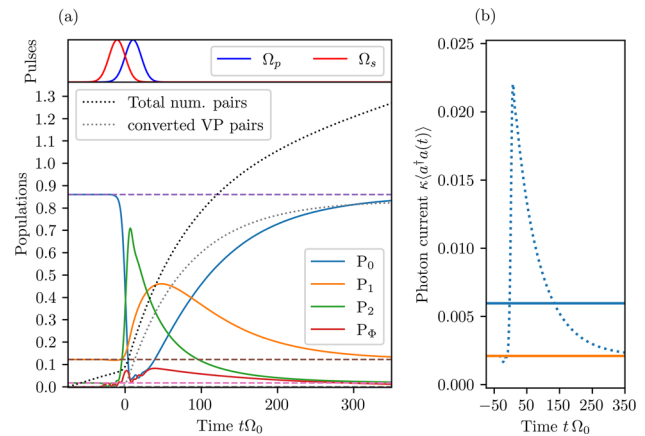 (a)
Pulses
Ω_p
Ω_s
Total num. pairs
converted VP pairs
Populations
1.3
1.2
1.1
1.0
0.9
0.8
0.7
0.6
0.5
0.4
0.3
0.2
0.1
0.0
P_0
P_1
P_2
P_Φ
0
100
200
300
Time tΩ_0
(b)
Photon current κ⟨a†a(t)⟩
0.025
0.020
0.015
0.010
0.005
0.000
-50
50
150
250
350
Time t Ω_0